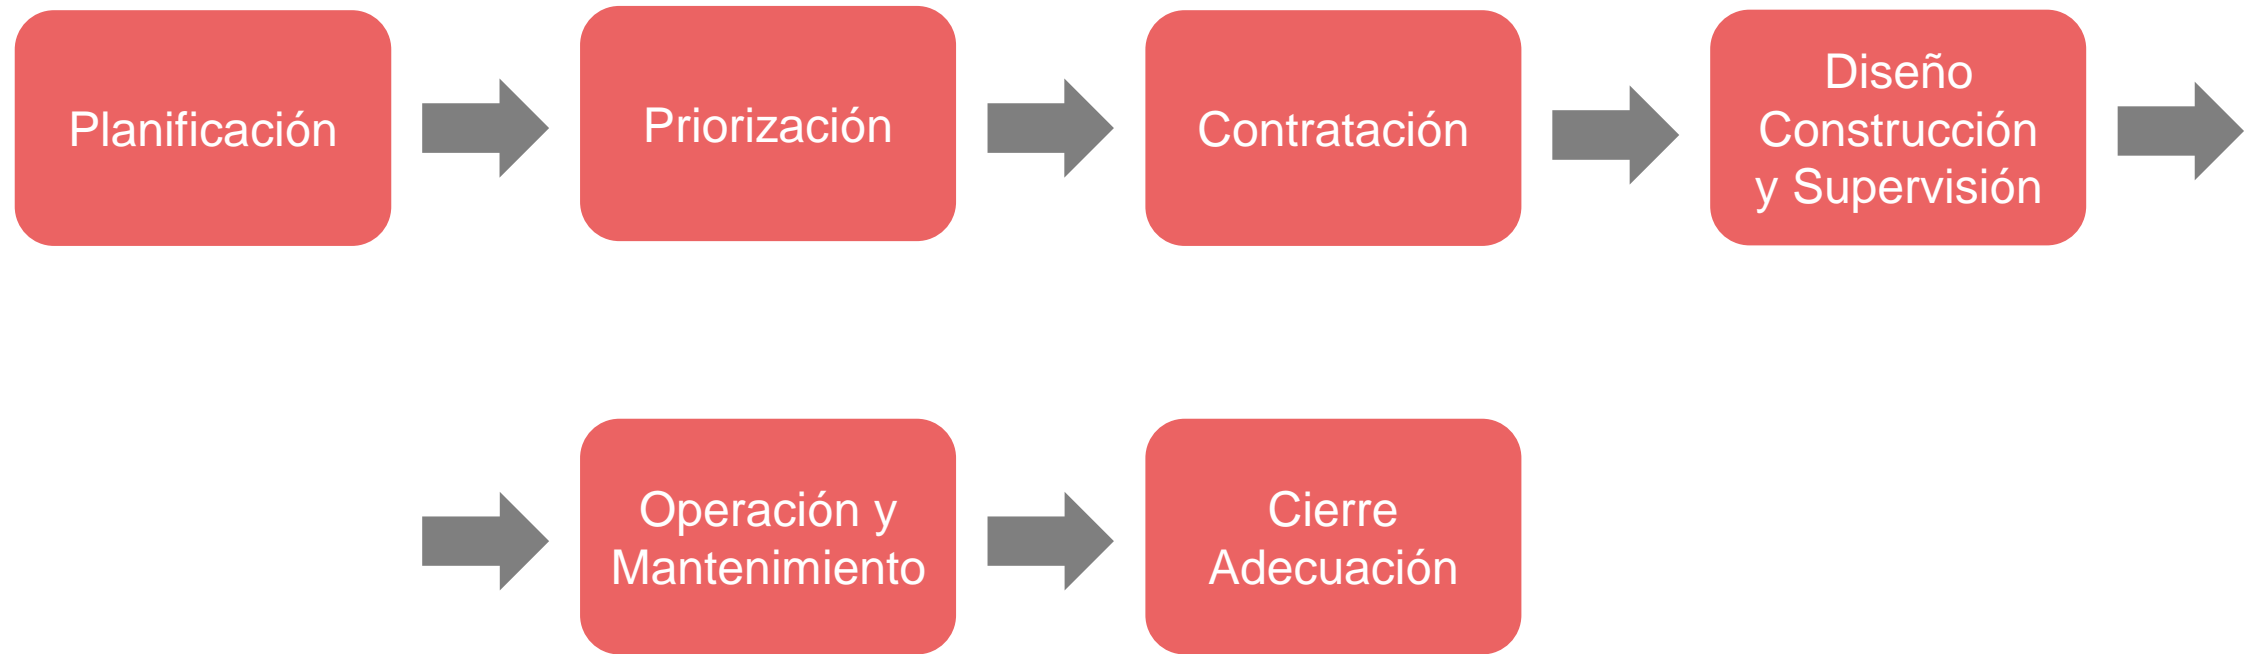 Planificación
Priorización
Contratación
Diseño
Construcción
y Supervisión
Operación y
Mantenimiento
Cierre
Adecuación